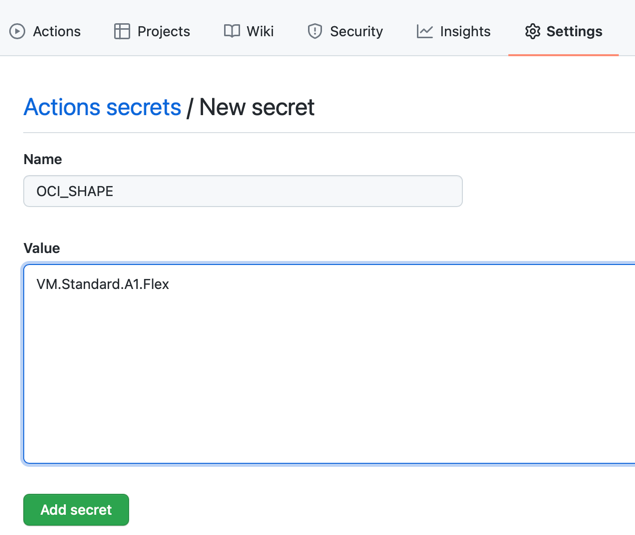 Actions Projects Wiki Security Insights Settings
Actions secrets / New secret
Name
OCI_SHAPE
Value
VM.Standard.A1.Flex
Add secret